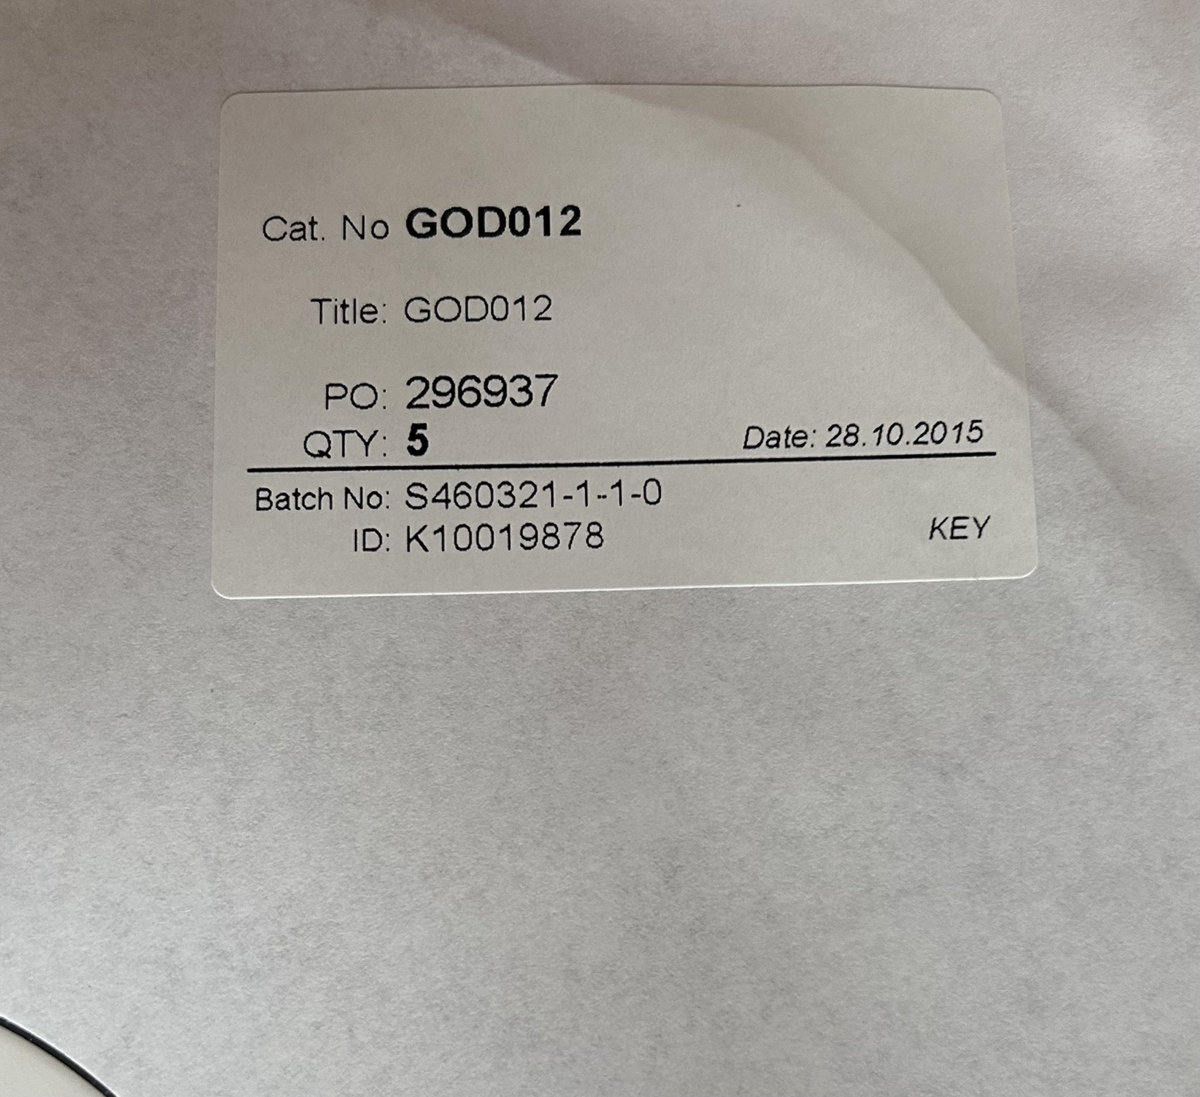 Cat. No GOD012
Title: GOD012
PO: 296937
QTY: 5 Date: 28.10.2015
Batch No: S460321-1-1-0
ID: K10019878 KEY